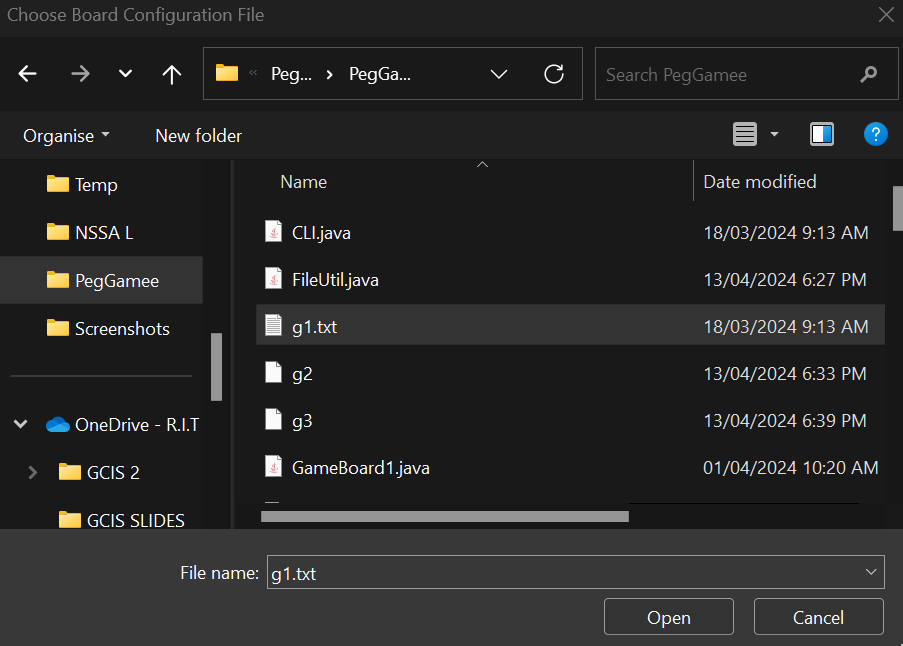 Choose Board Configuration File
« Peg... › PegGa...
Search PegGamee
Organise
New folder
?
Temp
NSSA L
PegGamee
Screenshots
OneDrive - R.I.T
GCIS 2
GCIS SLIDES
Name Date modified
CLI.java 18/03/2024 9:13 AM
FileUtil.java 13/04/2024 6:27 PM
g1.txt 18/03/2024 9:13 AM
g2 13/04/2024 6:33 PM
g3 13/04/2024 6:39 PM
GameBoard1.java 01/04/2024 10:20 AM
File name: g1.txt
Open Cancel